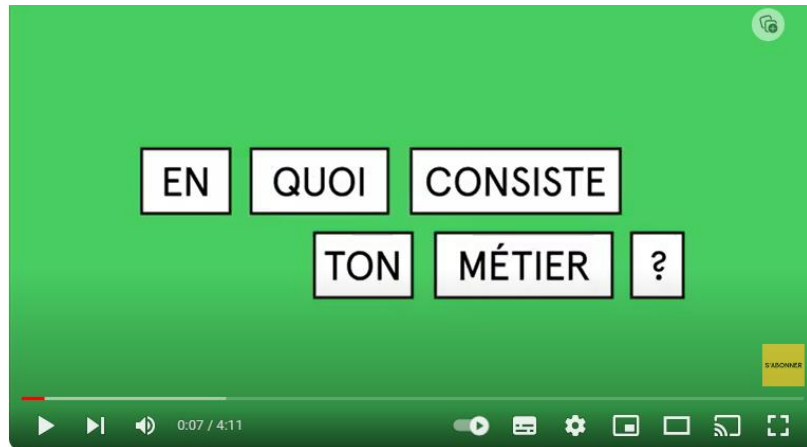 EN QUOI CONSISTE
TON MÉTIER ?
S'ABONNER
0:07 / 4:11